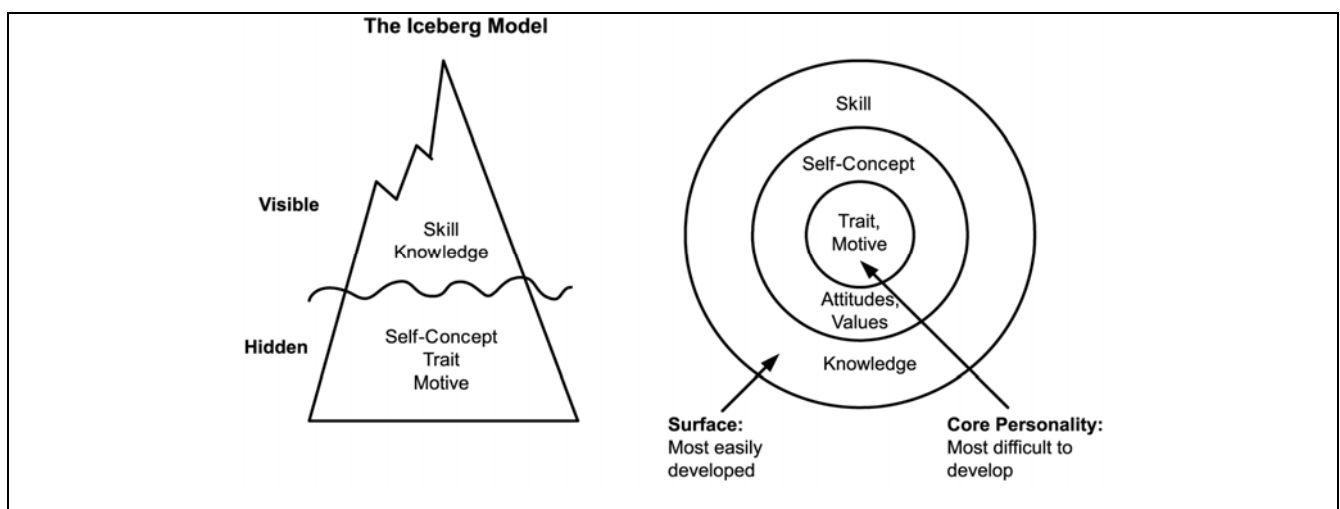 The Iceberg Model
Visible
Skill
Knowledge
Hidden
Self-Concept
Trait
Motive
Skill
Self-Concept
Trait,
Motive
Attitudes,
Values
Knowledge
Surface:
Most easily
developed
Core Personality:
Most difficult to
develop